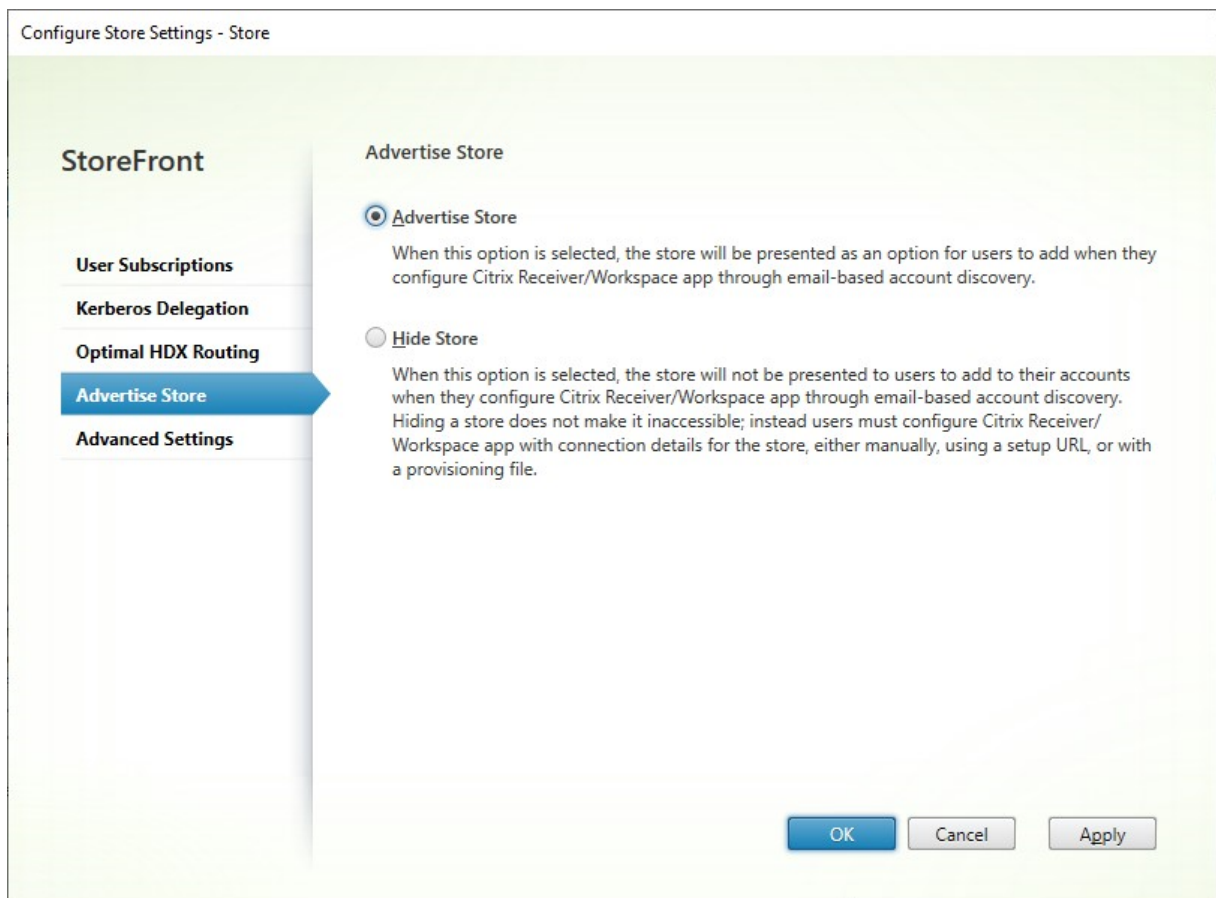 Configure Store Settings - Store
StoreFront
User Subscriptions
Kerberos Delegation
Optimal HDX Routing
Advertise Store
Advanced Settings
Advertise Store
Advertise Store
When this option is selected, the store will be presented as an option for users to add when they
configure Citrix Receiver/Workspace app through email-based account discovery.
Hide Store
When this option is selected, the store will not be presented to users to add to their accounts
when they configure Citrix Receiver/Workspace app through email-based account discovery.
Hiding a store does not make it inaccessible; instead users must configure Citrix Receiver/
Workspace app with connection details for the store, either manually, using a setup URL, or with
a provisioning file.
OK
Cancel
Apply